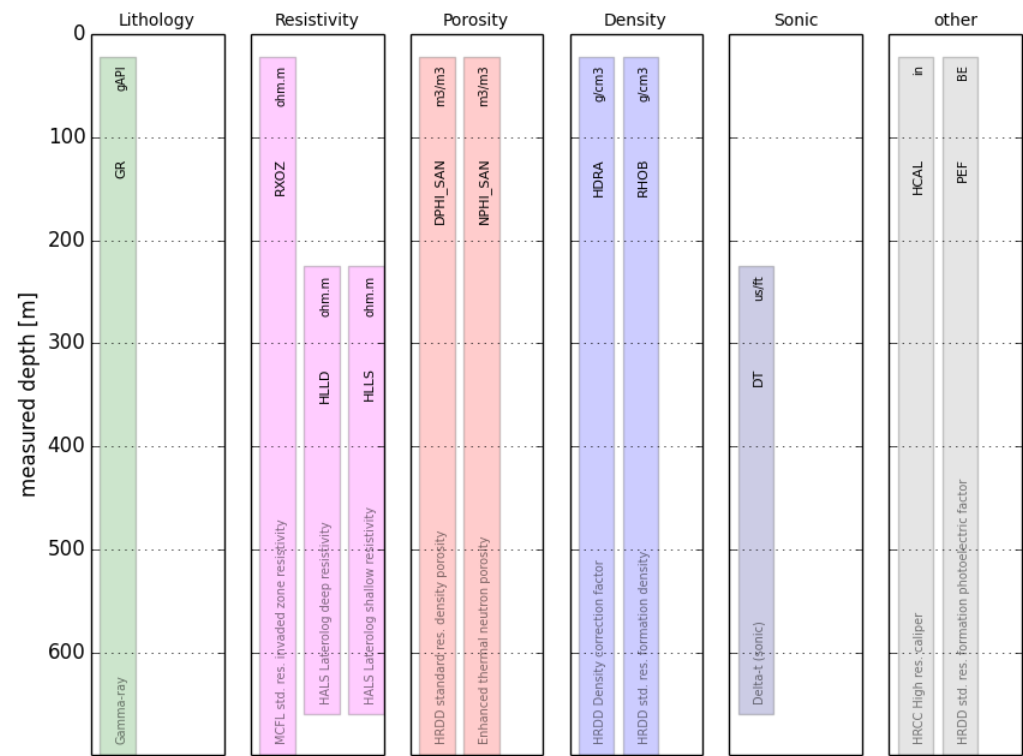 Lithology
Resistivity
Porosity
Density
Sonic
other
0
100
200
300
400
500
600
measured depth [m]
gAPI
GR
Gamma-ray
ohm.m
RXOZ
MCFL std. res. invaded zone resistivity
ohm.m
HLLD
HALS Laterolog deep resistivity
ohm.m
HLLS
HALS Laterolog shallow resistivity
m3/m3
DPHI_SAN
HRDD standard res. density porosity
m3/m3
NPHI_SAN
Enhanced thermal neutron porosity
g/cm3
HDRA
HRDD Density correction factor
g/cm3
RHOB
HRDD std. res. formation density
us/ft
DT
Delta-t (sonic)
in
HCAL
HRCC High res. caliper
BE
PEF
HRDD std. res. formation photoelectric factor